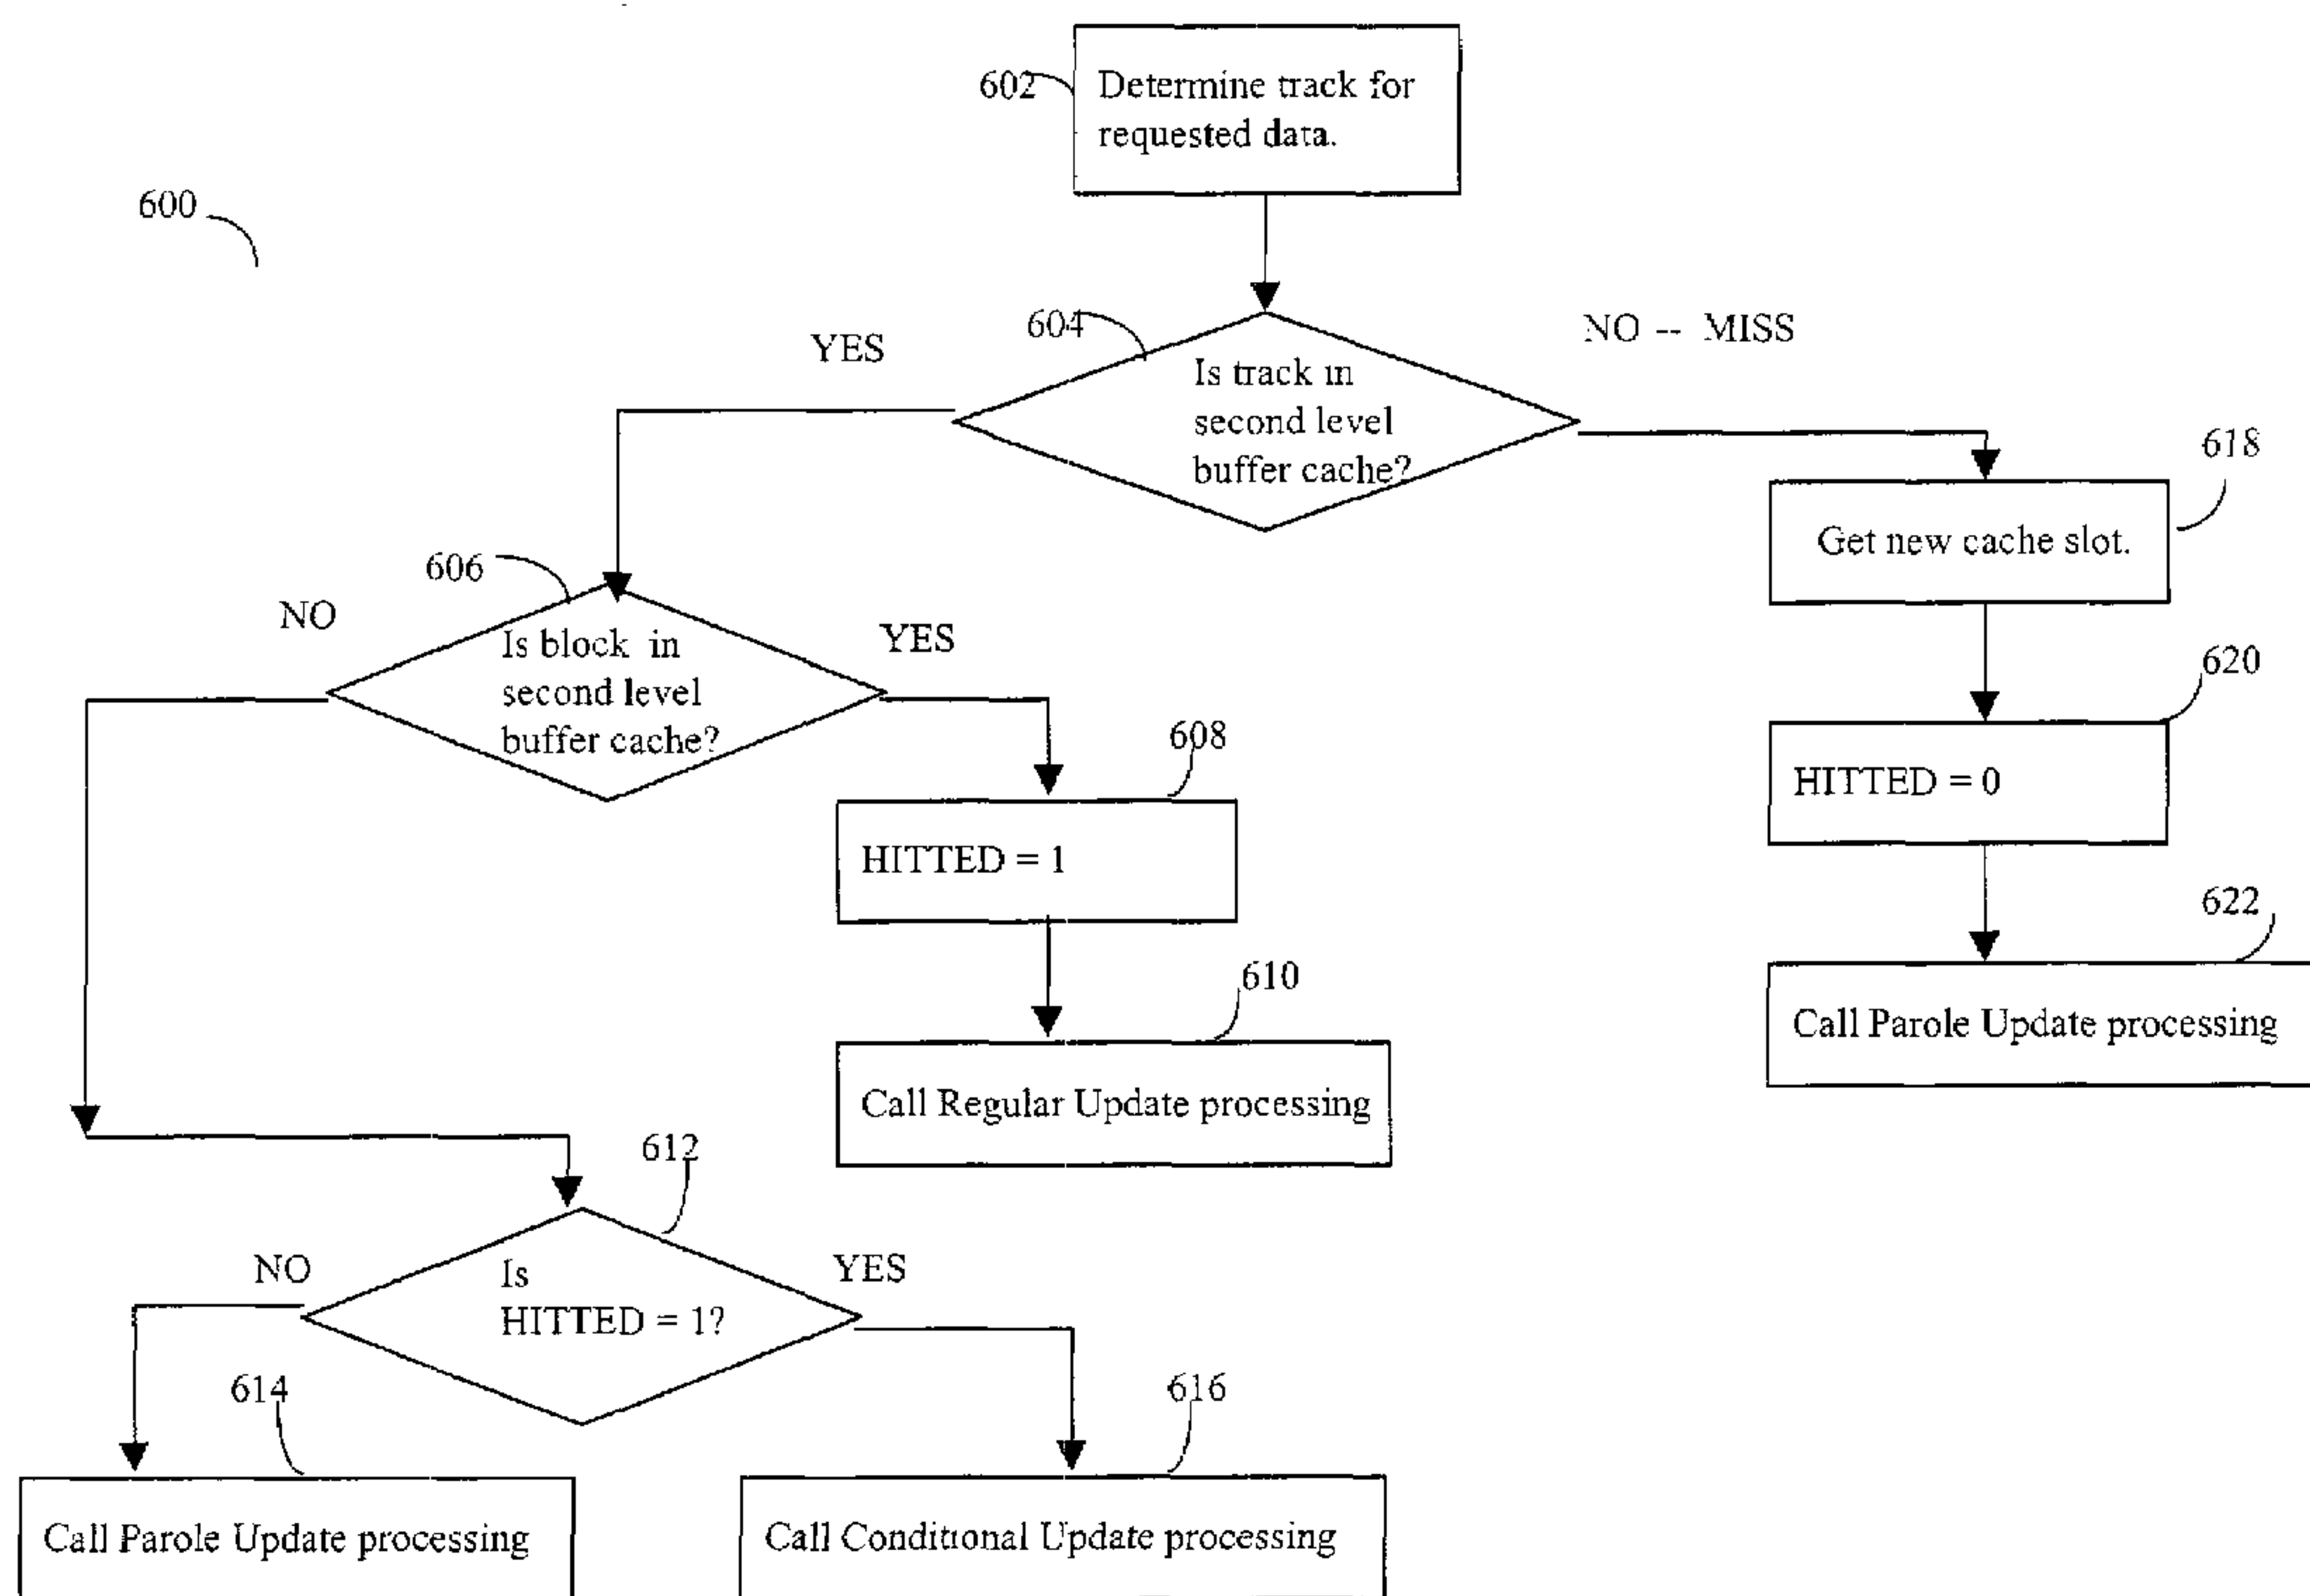 602
Determine track for
requested data.
600
604
YES
NO -- MISS
Is track in
second level
buffer cache?
618
Get new cache slot.
606
NO
YES
Is block in
second level
buffer cache?
620
HITTED = 0
608
HITTED = 1
622
Call Parole Update processing
610
Call Regular Update processing
612
NO
YES
Is
HITTED = 1?
614
616
Call Parole Update processing
Call Conditional Update processing